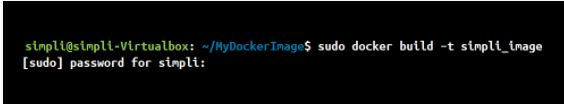 simpli@simpli-Virtualbox: ~/MyDockerImage$ sudo docker build -t simpli_image
[sudo] password for simpli: